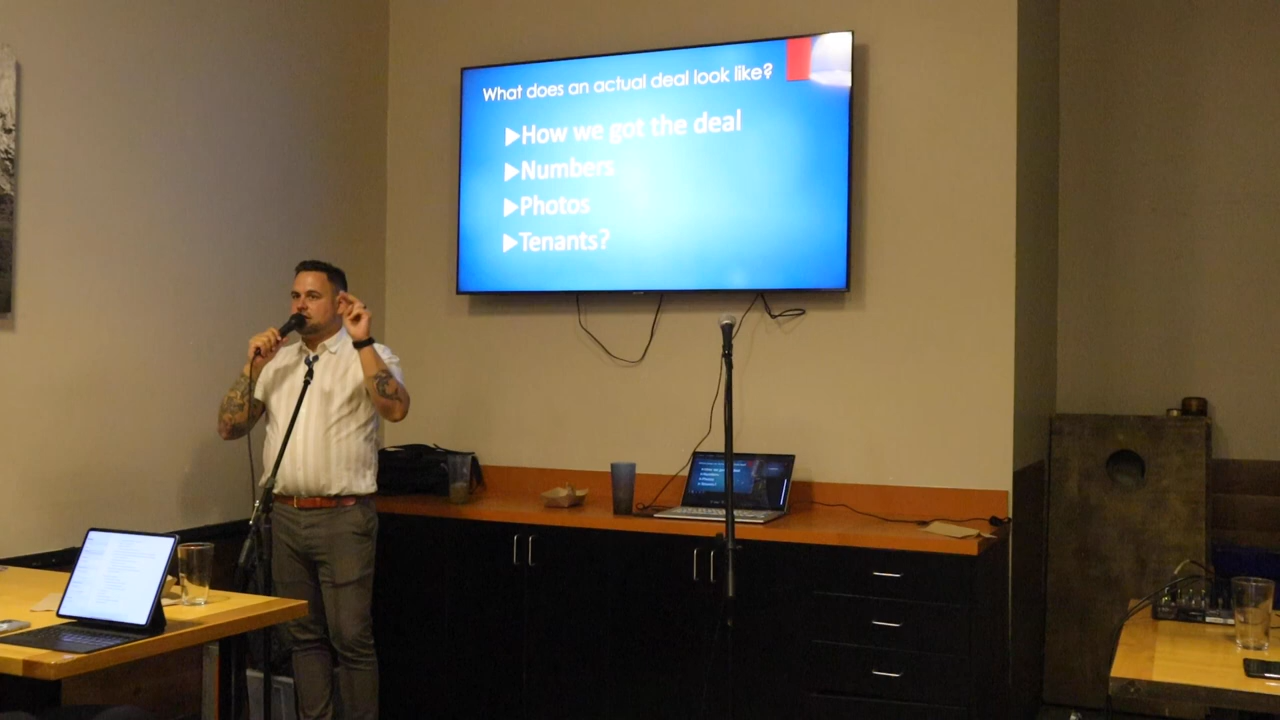 What does an actual deal look like?
▶How we got the deal
▶Numbers
▶Photos
▶Tenants?